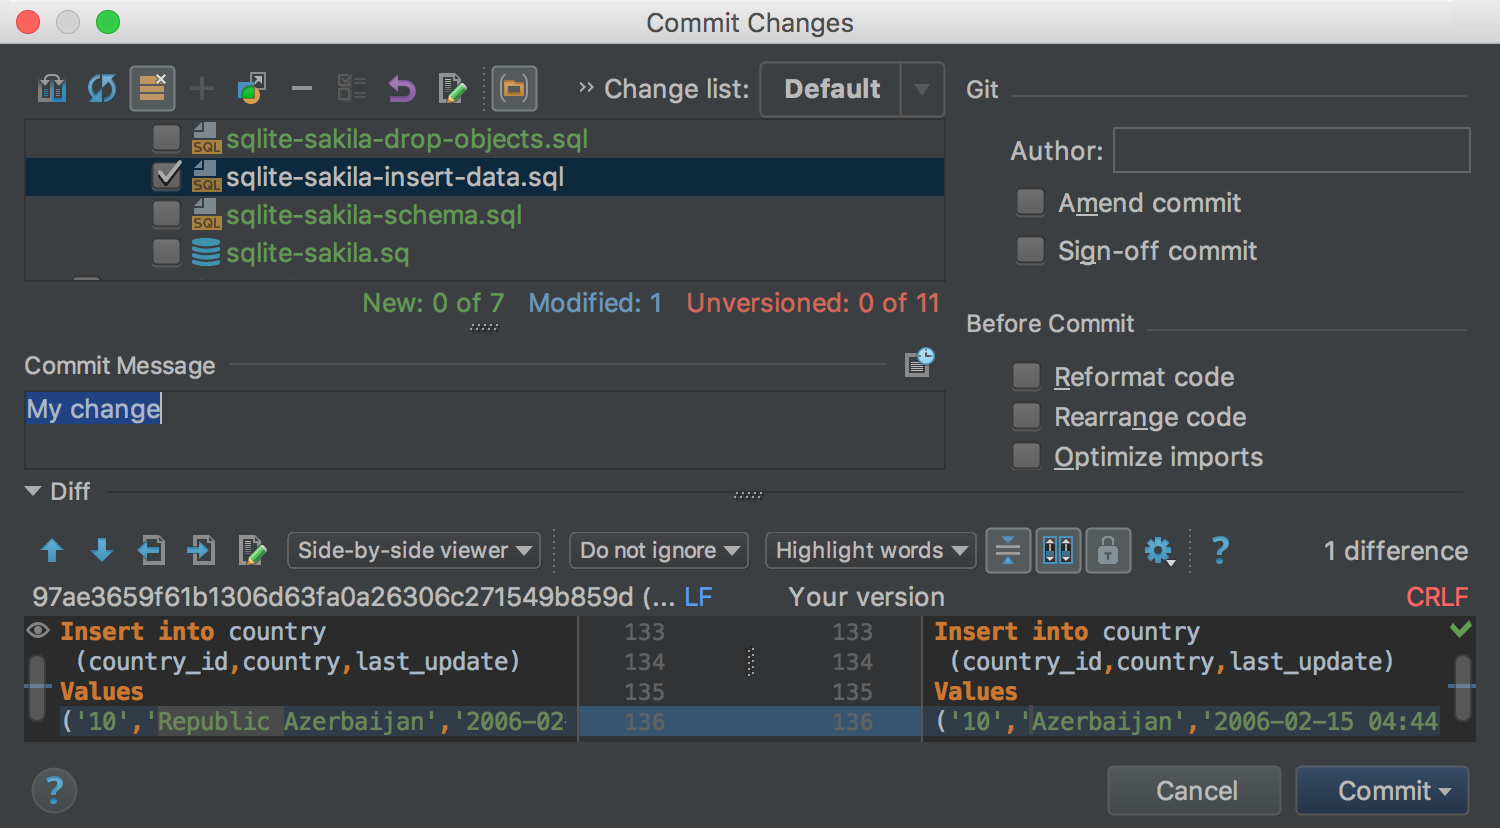 Commit Changes
» Change list: Default
Git
SQL sqlite-sakila-drop-objects.sql
SQL sqlite-sakila-insert-data.sql
SQL sqlite-sakila-schema.sql
sqlite-sakila.sq
New: 0 of 7 Modified: 1 Unversioned: 0 of 11
Author:
Amend commit
Sign-off commit
Before Commit
Reformat code
Rearrange code
Optimize imports
Commit Message
My change
Diff
Side-by-side viewer Do not ignore Highlight words ? 1 difference
97ae3659f61b1306d63fa0a26306c271549b859d (... LF Your version CRLF
Insert into country 133 133 Insert into country
(country_id,country,last_update) 134 134 (country_id,country,last_update)
Values 135 135 Values
('10','Republic Azerbaijan','2006-02- 136 136 ('10','Azerbaijan','2006-02-15 04:44
? Cancel Commit